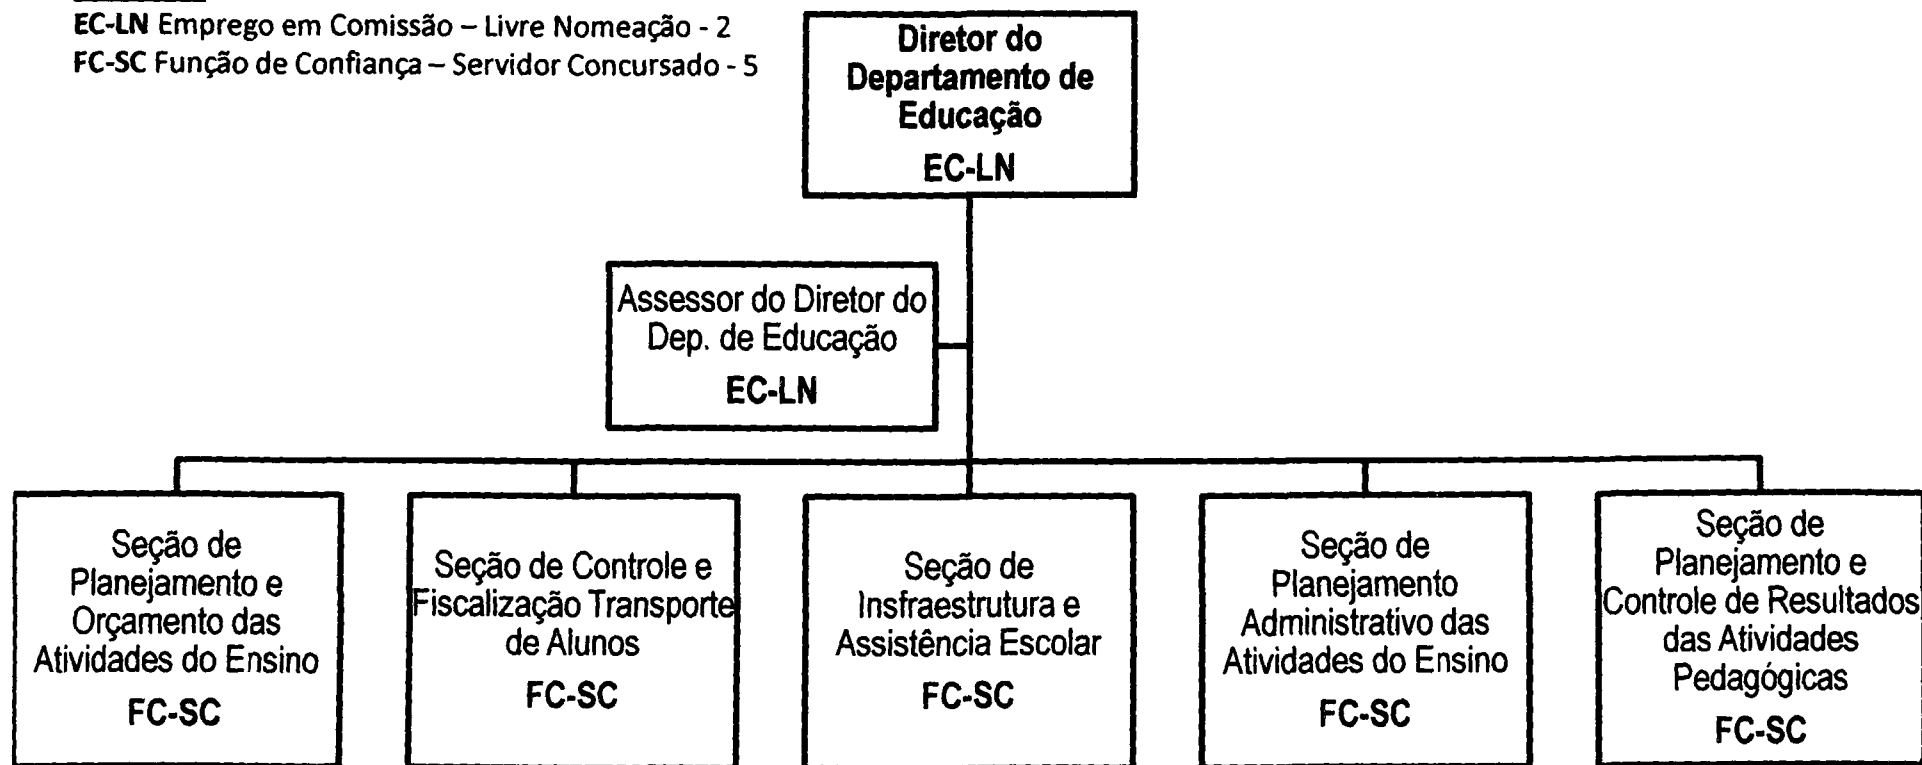 EC-LN Emprego em Comissão – Livre Nomeação - 2
FC-SC Função de Confiança – Servidor Concursado - 5
Diretor do
Departamento de
Educação
EC-LN
Assessor do Diretor do
Dep. de Educação
EC-LN
Seção de
Planejamento e
Orçamento das
Atividades do Ensino
FC-SC
Seção de Controle e
Fiscalização Transporte
de Alunos
FC-SC
Seção de
Insfraestrutura e
Assistência Escolar
FC-SC
Seção de
Planejamento
Administrativo das
Atividades do Ensino
FC-SC
Seção de
Planejamento e
Controle de Resultados
das Atividades
Pedagógicas
FC-SC